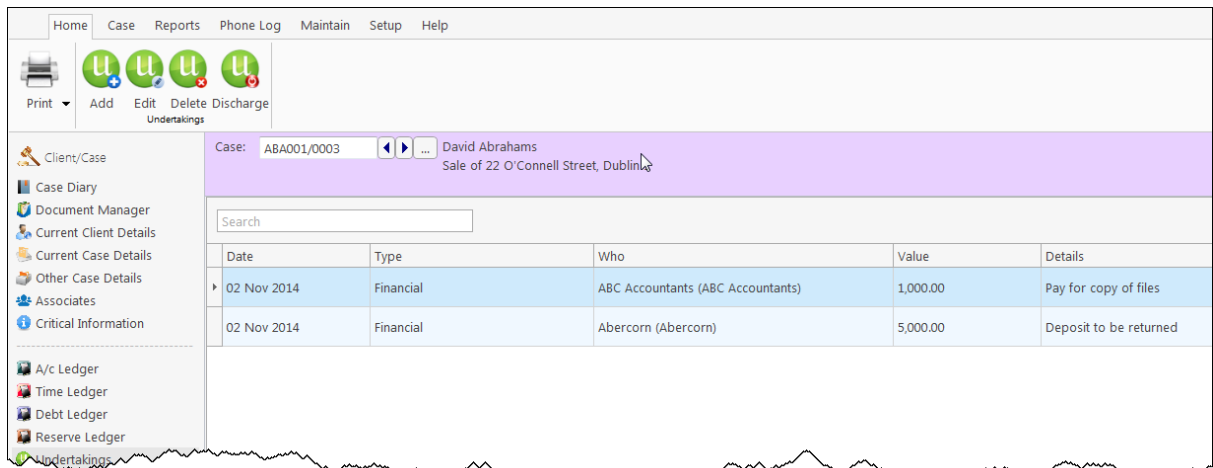 Home Case Reports Phone Log Maintain Setup Help
Print Add Edit Delete Discharge
Undertakings
Client/Case
Case Diary
Document Manager
Current Client Details
Current Case Details
Other Case Details
Associates
Critical Information
A/c Ledger
Time Ledger
Debt Ledger
Reserve Ledger
Undertakings
Case: ABA001/0003 ... David Abrahams
Sale of 22 O'Connell Street, Dublin
Search
Date Type Who Value Details
02 Nov 2014 Financial ABC Accountants (ABC Accountants) 1,000.00 Pay for copy of files
02 Nov 2014 Financial Abercorn (Abercorn) 5,000.00 Deposit to be returned